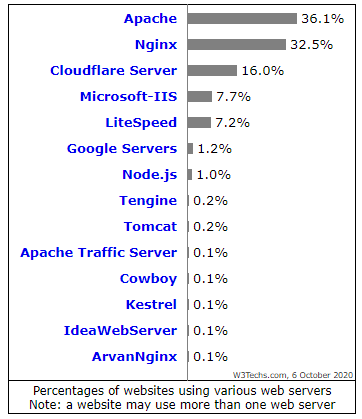 Apache 36.1%
Nginx 32.5%
Cloudflare Server 16.0%
Microsoft-IIS 7.7%
LiteSpeed 7.2%
Google Servers 1.2%
Node.js 1.0%
Tengine 0.2%
Tomcat 0.2%
Apache Traffic Server 0.1%
Cowboy 0.1%
Kestrel 0.1%
IdeaWebServer 0.1%
ArvanNginx 0.1%
W3Techs.com, 6 October 2020
Percentages of websites using various web servers
Note: a website may use more than one web server